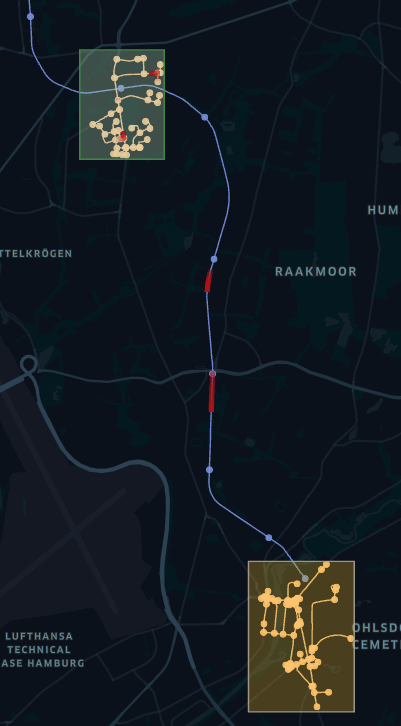 HUM
TTELKRÖGEN
RAAKMOOR
LUFTHANSA
TECHNICAL
ASE HAMBURG
OHLSD
CEMET